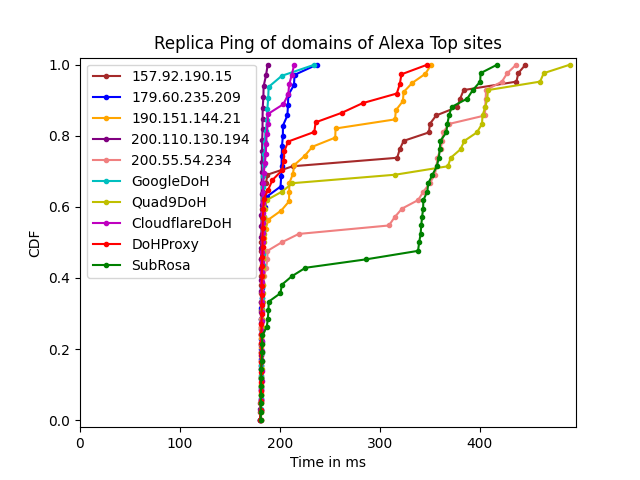 Replica Ping of domains of Alexa Top sites
1.0
0.8
0.6
0.4
0.2
0.0
CDF
157.92.190.15
179.60.235.209
190.151.144.21
200.110.130.194
200.55.54.234
GoogleDoH
Quad9DoH
CloudflareDoH
DoHProxy
SubRosa
0
100
200
300
400
Time in ms